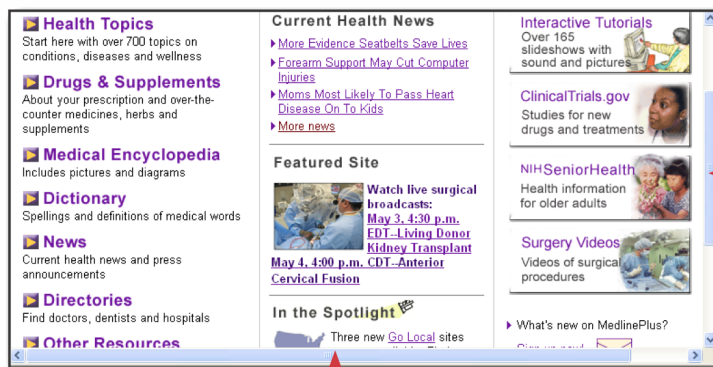 Health Topics
Start here with over 700 topics on
conditions, diseases and wellness
Drugs & Supplements
About your prescription and over-the-
counter medicines, herbs and
supplements
Medical Encyclopedia
Includes pictures and diagrams
Dictionary
Spellings and definitions of medical words
News
Current health news and press
announcements
Directories
Find doctors, dentists and hospitals
Other Resources
Current Health News
More Evidence Seatbelts Save Lives
Forearm Support May Cut Computer
Injuries
Moms Most Likely To Pass Heart
Disease On To Kids
More news
Featured Site
Watch live surgical
broadcasts:
May 3, 4:30 p.m.
EDT--Living Donor
Kidney Transplant
May 4, 4:00 p.m. CDT--Anterior
Cervical Fusion
In the Spotlight
Three new Go Local sites
Interactive Tutorials
Over 165
slideshows with
sound and pictures
ClinicalTrials.gov
Studies for new
drugs and treatments
NIHSeniorHealth
Health information
for older adults
Surgery Videos
Videos of surgical
procedures
What's new on MedlinePlus?
Sign up now!